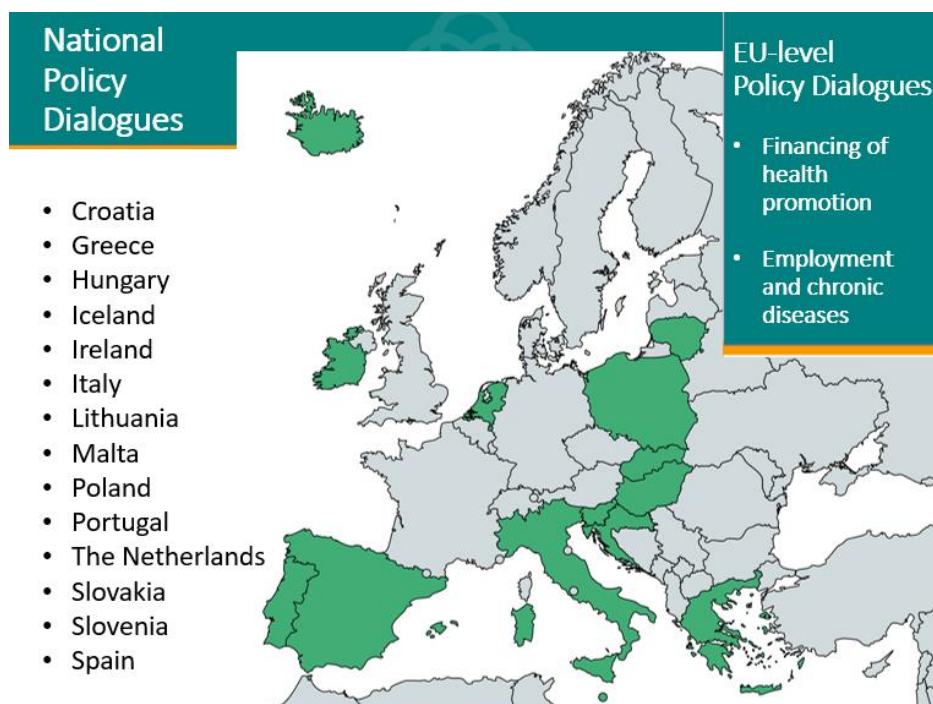 National
Policy
Dialogues
• Croatia
• Greece
• Hungary
• Iceland
• Ireland
• Italy
• Lithuania
• Malta
• Poland
• Portugal
• The Netherlands
• Slovakia
• Slovenia
• Spain
EU-level
Policy Dialogues
• Financing of
health
promotion
• Employment
and chronic
diseases